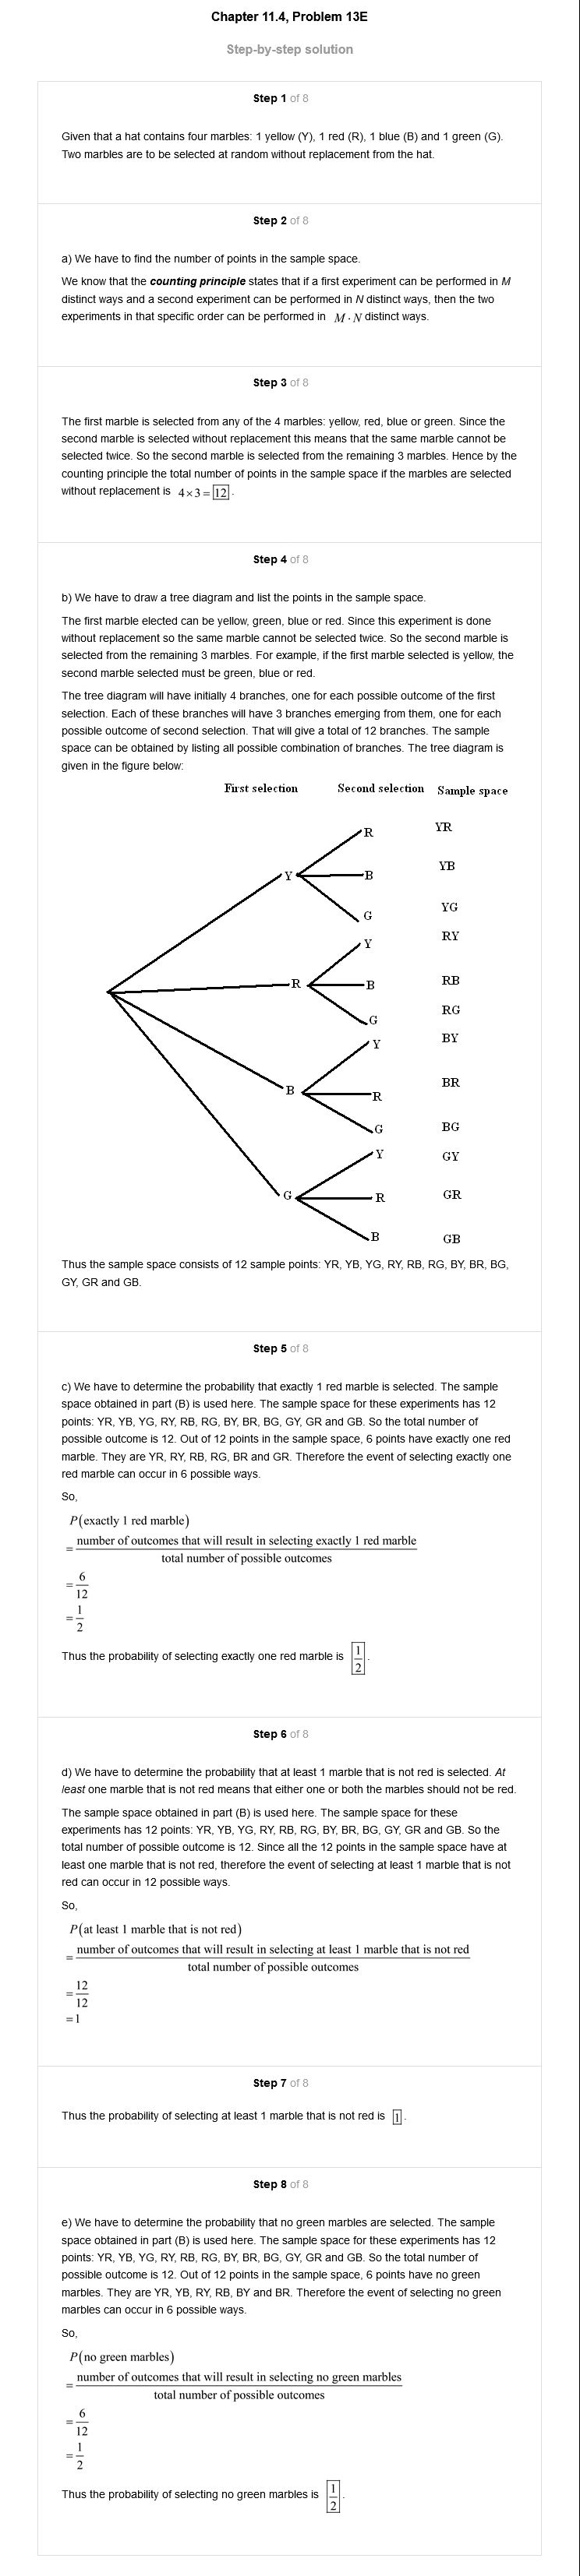 Chapter 11.4, Problem 13E
Step-by-step solution
Step 1 of 8
Given that a hat contains four marbles: 1 yellow (Y), 1 red (R), 1 blue (B) and 1 green (G).
Two marbles are to be selected at random without replacement from the hat.
Step 2 of 8
a) We have to find the number of points in the sample space.
We know that the counting principle states that if a first experiment can be performed in M
distinct ways and a second experiment can be performed in N distinct ways, then the two
experiments in that specific order can be performed in M · N distinct ways.
Step 3 of 8
The first marble is selected from any of the 4 marbles: yellow, red, blue or green. Since the
second marble is selected without replacement this means that the same marble cannot be
selected twice. So the second marble is selected from the remaining 3 marbles. Hence by the
counting principle the total number of points in the sample space if the marbles are selected
without replacement is 4×3=12.
Step 4 of 8
b) We have to draw a tree diagram and list the points in the sample space.
The first marble elected can be yellow, green, blue or red. Since this experiment is done
without replacement so the same marble cannot be selected twice. So the second marble is
selected from the remaining 3 marbles. For example, if the first marble selected is yellow, the
second marble selected must be green, blue or red.
The tree diagram will have initially 4 branches, one for each possible outcome of the first
selection. Each of these branches will have 3 branches emerging from them, one for each
possible outcome of second selection. That will give a total of 12 branches. The sample
space can be obtained by listing all possible combination of branches. The tree diagram is
given in the figure below:
First selection Second selection Sample space
R YR
Y B YB
G YG
Y RY
R B RB
G RG
Y BY
B R BR
G BG
Y GY
G R GR
B GB
Thus the sample space consists of 12 sample points: YR, YB, YG, RY, RB, RG, BY, BR, BG,
GY, GR and GB.
Step 5 of 8
c) We have to determine the probability that exactly 1 red marble is selected. The sample
space obtained in part (B) is used here. The sample space for these experiments has 12
points: YR, YB, YG, RY, RB, RG, BY, BR, BG, GY, GR and GB. So the total number of
possible outcome is 12. Out of 12 points in the sample space, 6 points have exactly one red
marble. They are YR, RY, RB, RG, BR and GR. Therefore the event of selecting exactly one
red marble can occur in 6 possible ways.
So,
P(exactly 1 red marble)
= number of outcomes that will result in selecting exactly 1 red marble
total number of possible outcomes
= 6
12
= 1
2
Thus the probability of selecting exactly one red marble is 1/2.
Step 6 of 8
d) We have to determine the probability that at least 1 marble that is not red is selected. At
least one marble that is not red means that either one or both the marbles should not be red.
The sample space obtained in part (B) is used here. The sample space for these
experiments has 12 points: YR, YB, YG, RY, RB, RG, BY, BR, BG, GY, GR and GB. So the
total number of possible outcome is 12. Since all the 12 points in the sample space have at
least one marble that is not red, therefore the event of selecting at least 1 marble that is not
red can occur in 12 possible ways.
So,
P(at least 1 marble that is not red)
= number of outcomes that will result in selecting at least 1 marble that is not red
total number of possible outcomes
= 12
12
=1
Step 7 of 8
Thus the probability of selecting at least 1 marble that is not red is 1.
Step 8 of 8
e) We have to determine the probability that no green marbles are selected. The sample
space obtained in part (B) is used here. The sample space for these experiments has 12
points: YR, YB, YG, RY, RB, RG, BY, BR, BG, GY, GR and GB. So the total number of
possible outcome is 12. Out of 12 points in the sample space, 6 points have no green
marbles. They are YR, YB, RY, RB, BY and BR. Therefore the event of selecting no green
marbles can occur in 6 possible ways.
So,
P(no green marbles)
= number of outcomes that will result in selecting no green marbles
total number of possible outcomes
= 6
12
= 1
2
Thus the probability of selecting no green marbles is 1/2.